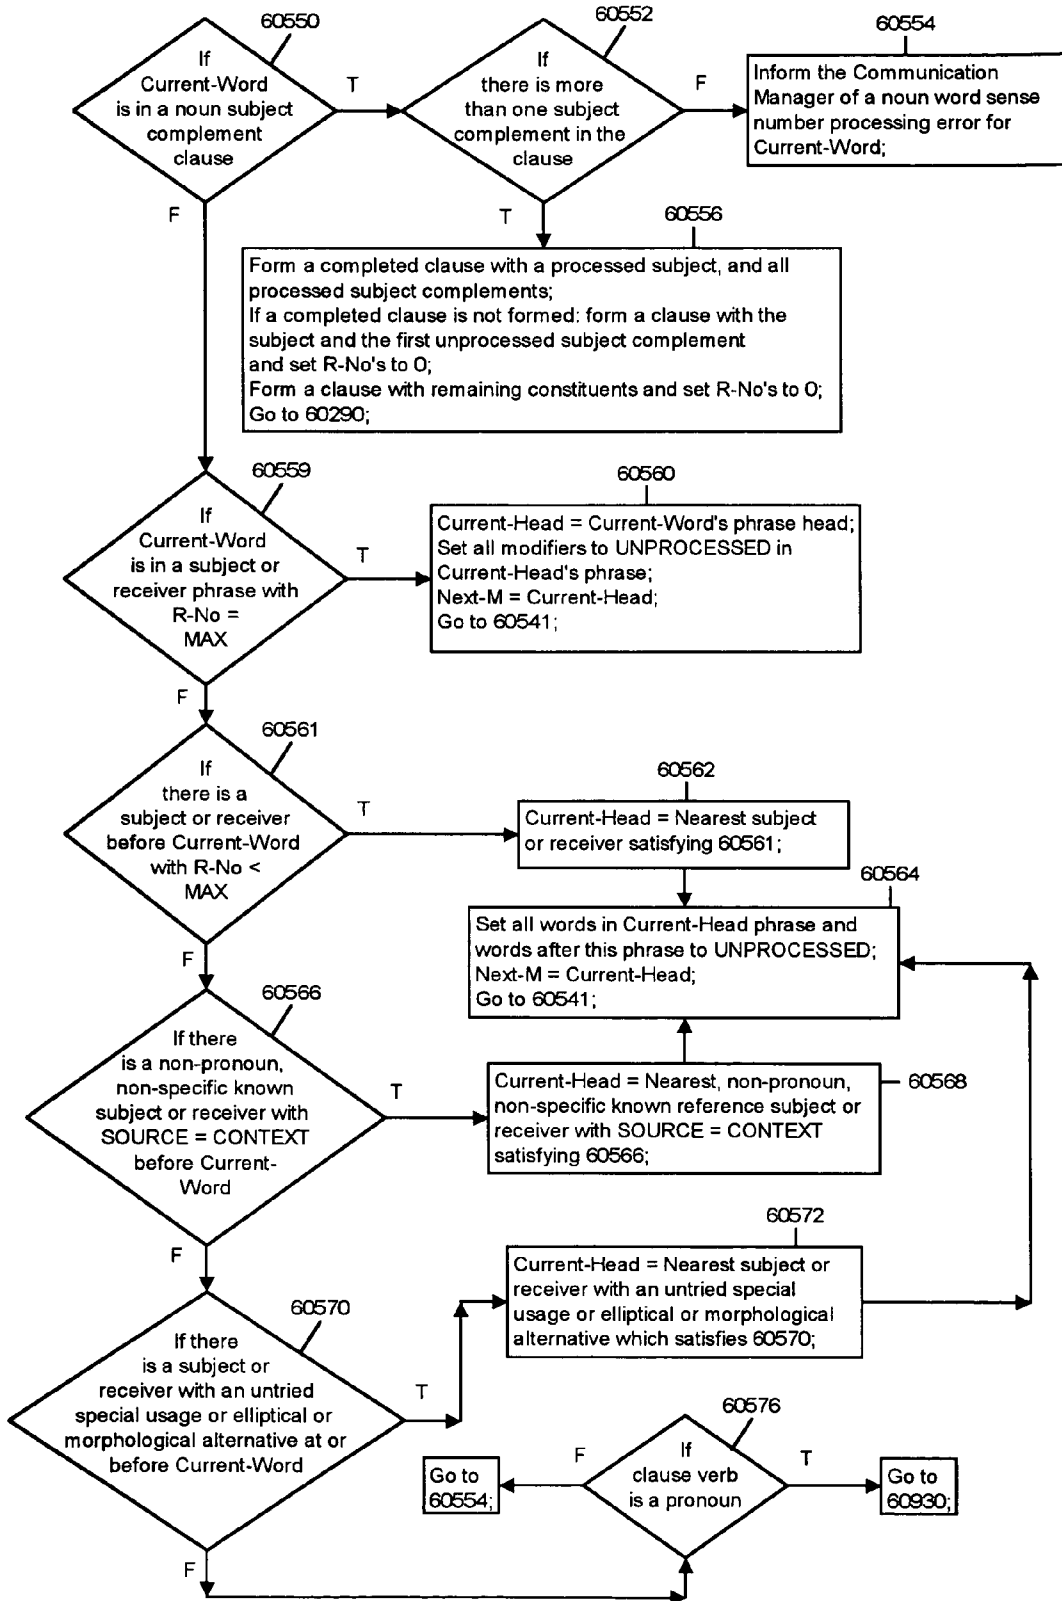 60550
If
Current-Word
is in a noun subject
complement
clause
T
F
60552
If
there is more
than one subject
complement in the
clause
F
T
60554
Inform the Communication
Manager of a noun word sense
number processing error for
Current-Word;
60556
Form a completed clause with a processed subject, and all
processed subject complements;
If a completed clause is not formed: form a clause with the
subject and the first unprocessed subject complement
and set R-No's to 0;
Form a clause with remaining constituents and set R-No's to 0;
Go to 60290;
60559
If
Current-Word
is in a subject or
receiver phrase with
R-No =
MAX
T
F
60560
Current-Head = Current-Word's phrase head;
Set all modifiers to UNPROCESSED in
Current-Head's phrase;
Next-M = Current-Head;
Go to 60541;
60561
If
there is a
subject or receiver
before Current-Word
with R-No <
MAX
T
F
60562
Current-Head = Nearest subject
or receiver satisfying 60561;
60564
Set all words in Current-Head phrase and
words after this phrase to UNPROCESSED;
Next-M = Current-Head;
Go to 60541;
60566
If there
is a non-pronoun,
non-specific known
subject or receiver with
SOURCE = CONTEXT
before Current-
Word
T
F
60568
Current-Head = Nearest, non-pronoun,
non-specific known reference subject or
receiver with SOURCE = CONTEXT
satisfying 60566;
60570
If there
is a subject or
receiver with an untried
special usage or elliptical or
morphological alternative at or
before Current-Word
T
F
60572
Current-Head = Nearest subject or
receiver with an untried special
usage or elliptical or morphological
alternative which satisfies 60570;
60576
If
clause verb
is a pronoun
F
T
Go to
60554;
Go to
60930;